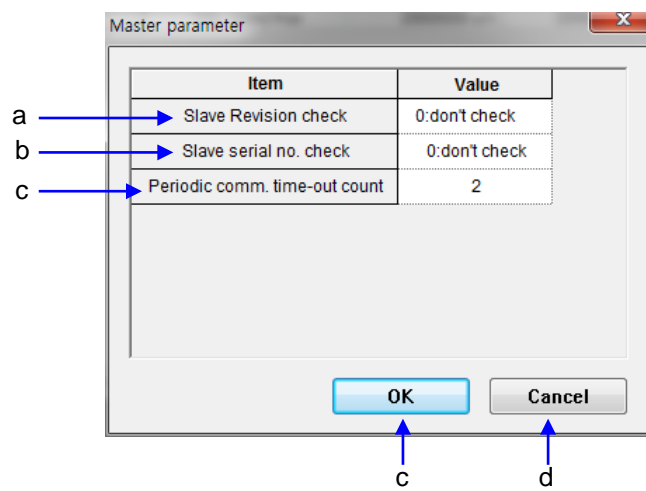 Master parameter
Item Value
a Slave Revision check 0:don't check
b Slave serial no. check 0:don't check
c Periodic comm. time-out count 2
OK Cancel
c d